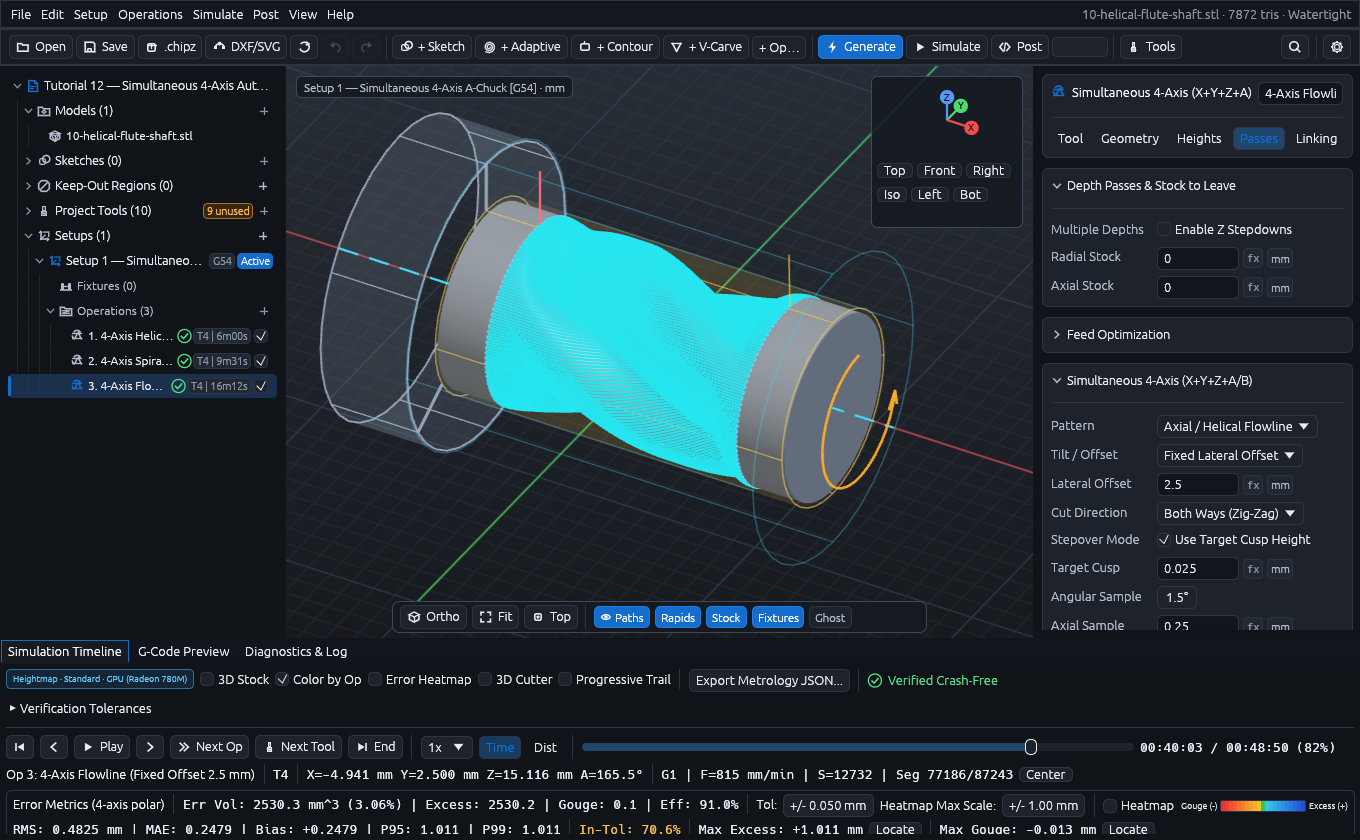 File Edit Setup Operations Simulate Post View Help 10-helical-flute-shaft.stl · 7872 tris · Watertight
Open Save .chipz DXF/SVG + Sketch + Adaptive + Contour + V-Carve + Op… Generate Simulate Post Tools
Tutorial 12 — Simultaneous 4-Axis Aut…
Models (1) +
10-helical-flute-shaft.stl
Sketches (0) +
Keep-Out Regions (0) +
Project Tools (10) 9 unused +
Setups (1) +
Setup 1 — Simultaneo… G54 Active
Fixtures (0)
Operations (3) +
1. 4-Axis Helic… T4 | 6m00s
2. 4-Axis Spira… T4 | 9m31s
3. 4-Axis Flo… T4 | 16m12s
Setup 1 — Simultaneous 4-Axis A-Chuck [G54] · mm
Z
Y
X
Top Front Right
Iso Left Bot
Ortho Fit Top Paths Rapids Stock Fixtures Ghost
Simultaneous 4-Axis (X+Y+Z+A) 4-Axis Flowli
Tool Geometry Heights Passes Linking
Depth Passes & Stock to Leave
Multiple Depths Enable Z Stepdowns
Radial Stock 0 fx mm
Axial Stock 0 fx mm
Feed Optimization
Simultaneous 4-Axis (X+Y+Z+A/B)
Pattern Axial / Helical Flowline
Tilt / Offset Fixed Lateral Offset
Lateral Offset 2.5 fx mm
Cut Direction Both Ways (Zig-Zag)
Stepover Mode Use Target Cusp Height
Target Cusp 0.025 fx mm
Angular Sample 1.5°
Axial Sample 0.25 fx mm
Simulation Timeline G-Code Preview Diagnostics & Log
Heightmap · Standard · GPU (Radeon 780M) 3D Stock Color by Op Error Heatmap 3D Cutter Progressive Trail Export Metrology JSON... Verified Crash-Free
Verification Tolerances
Play Next Op Next Tool End 1x Time Dist 00:40:03 / 00:48:50 (82%)
Op 3: 4-Axis Flowline (Fixed Offset 2.5 mm) T4 X=-4.941 mm Y=2.500 mm Z=15.116 mm A=165.5° G1 | F=815 mm/min | S=12732 | Seg 77186/87243 Center
Error Metrics (4-axis polar) Err Vol: 2530.3 mm^3 (3.06%) | Excess: 2530.2 | Gouge: 0.1 | Eff: 91.0% Tol: +/- 0.050 mm Heatmap Max Scale: +/- 1.00 mm Heatmap Gouge (-) Excess (+)
RMS: 0.4825 mm | MAE: 0.2479 | Bias: +0.2479 | P95: 1.011 | P99: 1.011 In-Tol: 70.6% Max Excess: +1.011 mm Locate Max Gouge: -0.013 mm Locate